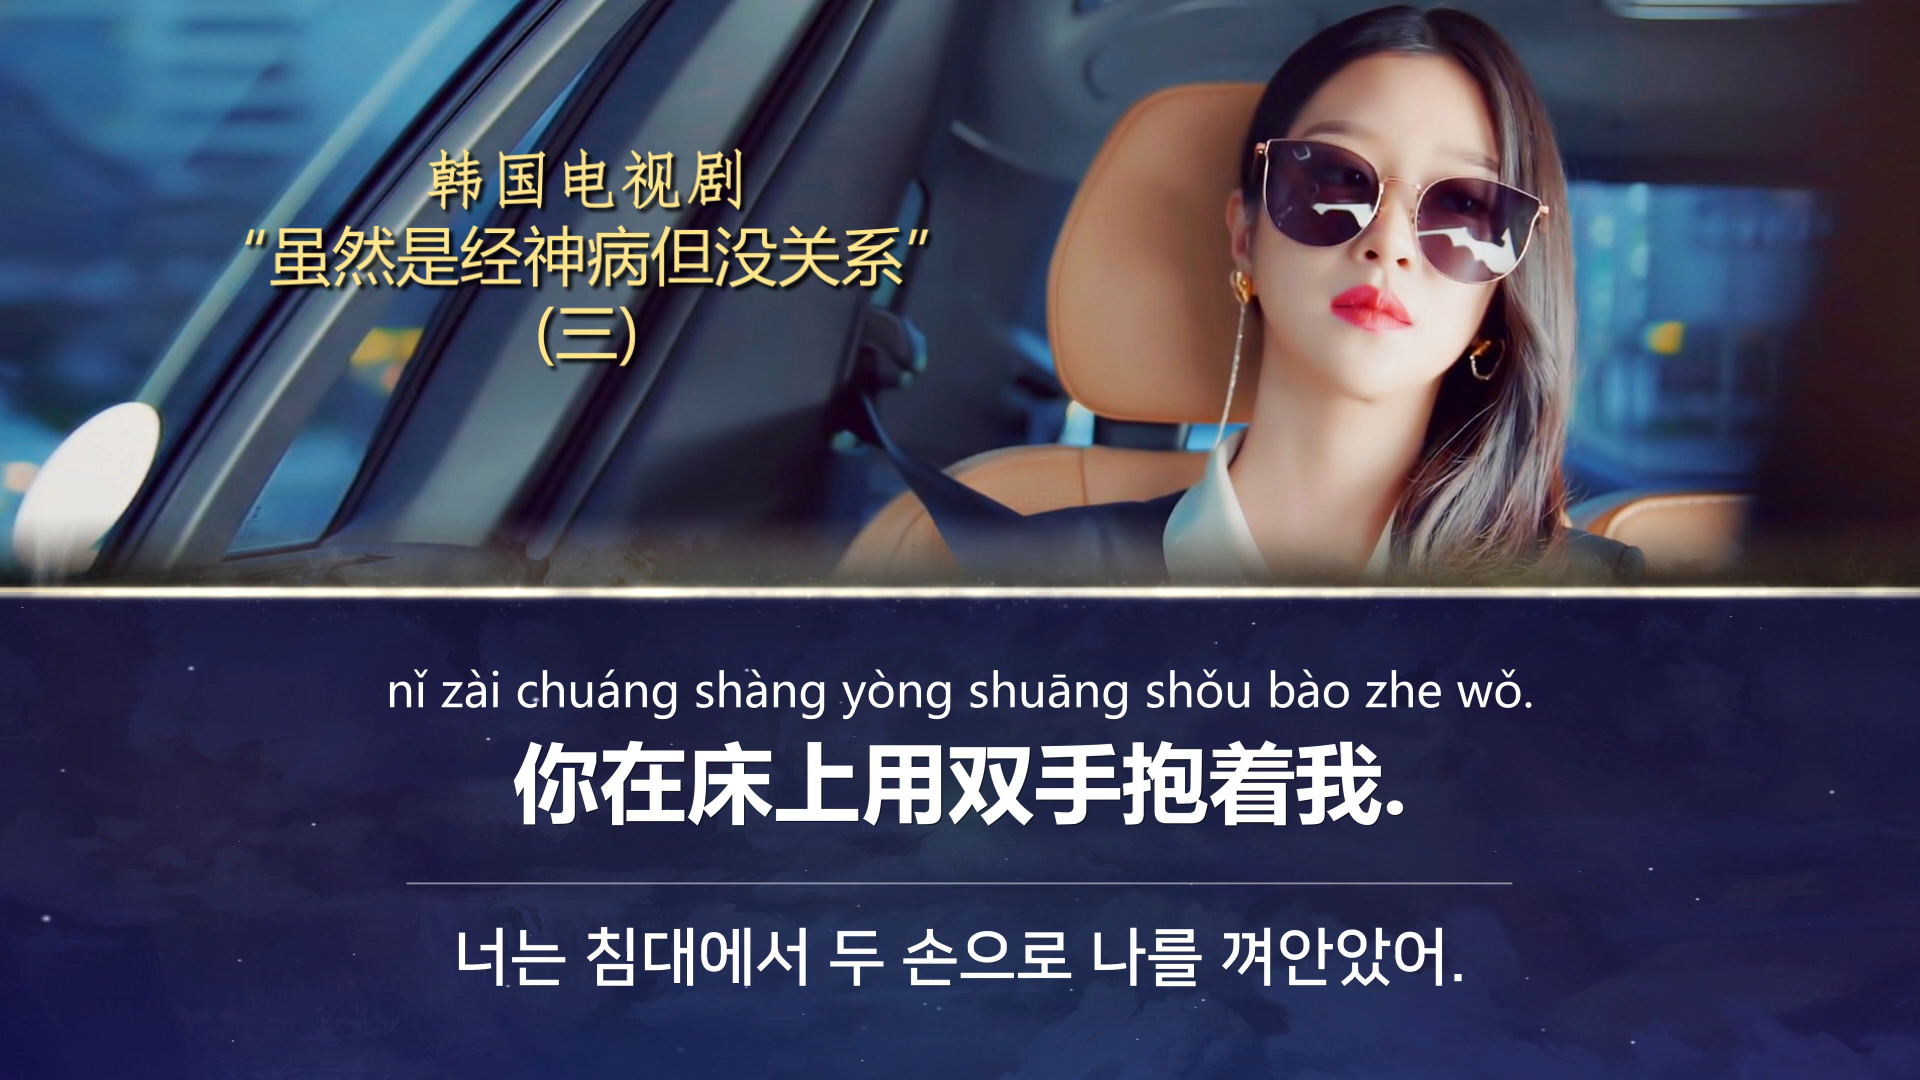 韩国电视剧
“虽然是经神病但没关系”
(三)
nǐ zài chuáng shàng yòng shuāng shǒu bào zhe wǒ.
你在床上用双手抱着我.
너는 침대에서 두 손으로 나를 껴안았어.